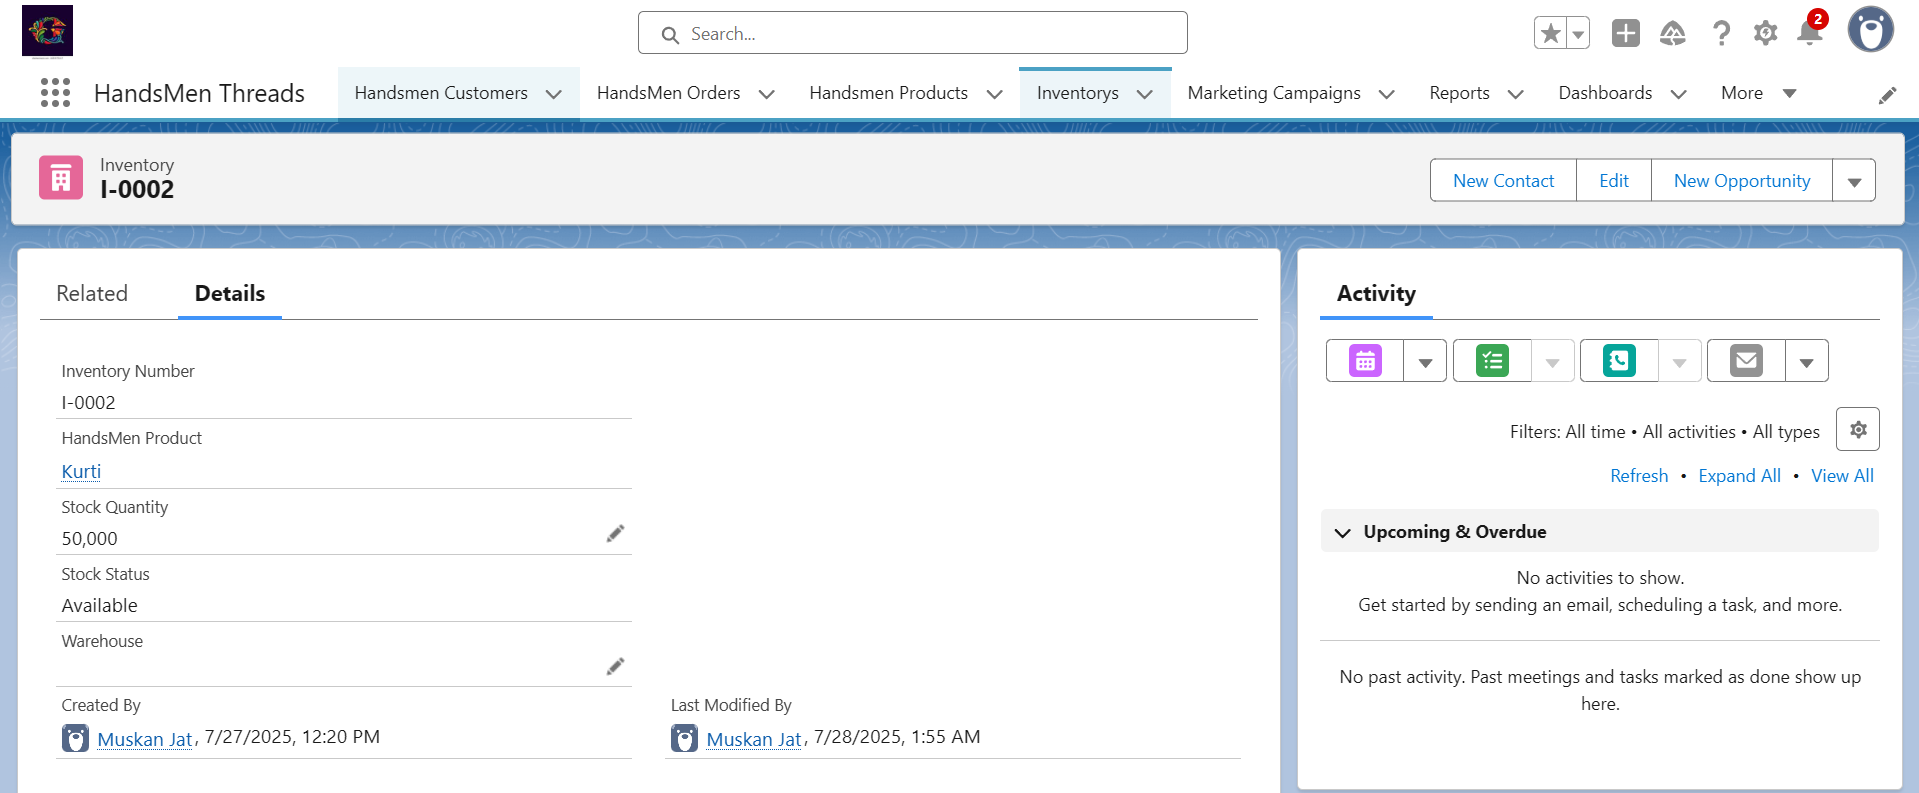 Search...
2
HandsMen Threads
Handsmen Customers
HandsMen Orders
Handsmen Products
Inventorys
Marketing Campaigns
Reports
Dashboards
More
Inventory
I-0002
New Contact
Edit
New Opportunity
Related
Details
Inventory Number
I-0002
HandsMen Product
Kurti
Stock Quantity
50,000
Stock Status
Available
Warehouse
Created By
Muskan Jat, 7/27/2025, 12:20 PM
Last Modified By
Muskan Jat, 7/28/2025, 1:55 AM
Activity
Filters: All time • All activities • All types
Refresh • Expand All • View All
Upcoming & Overdue
No activities to show.
Get started by sending an email, scheduling a task, and more.
No past activity. Past meetings and tasks marked as done show up
here.